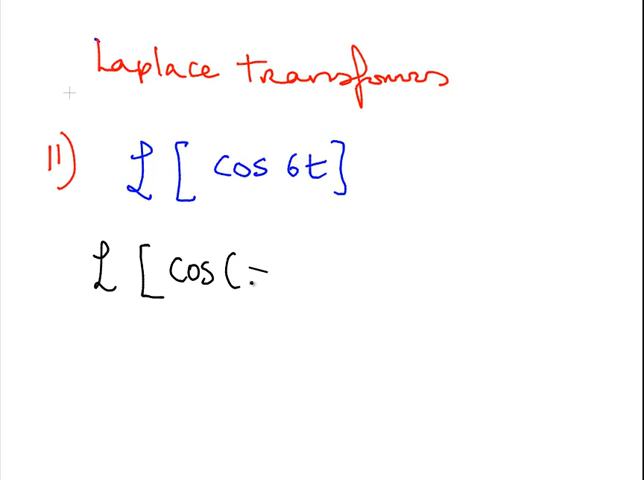 Laplace transforms
11) ℒ [ cos 6t ]
ℒ [ cos (